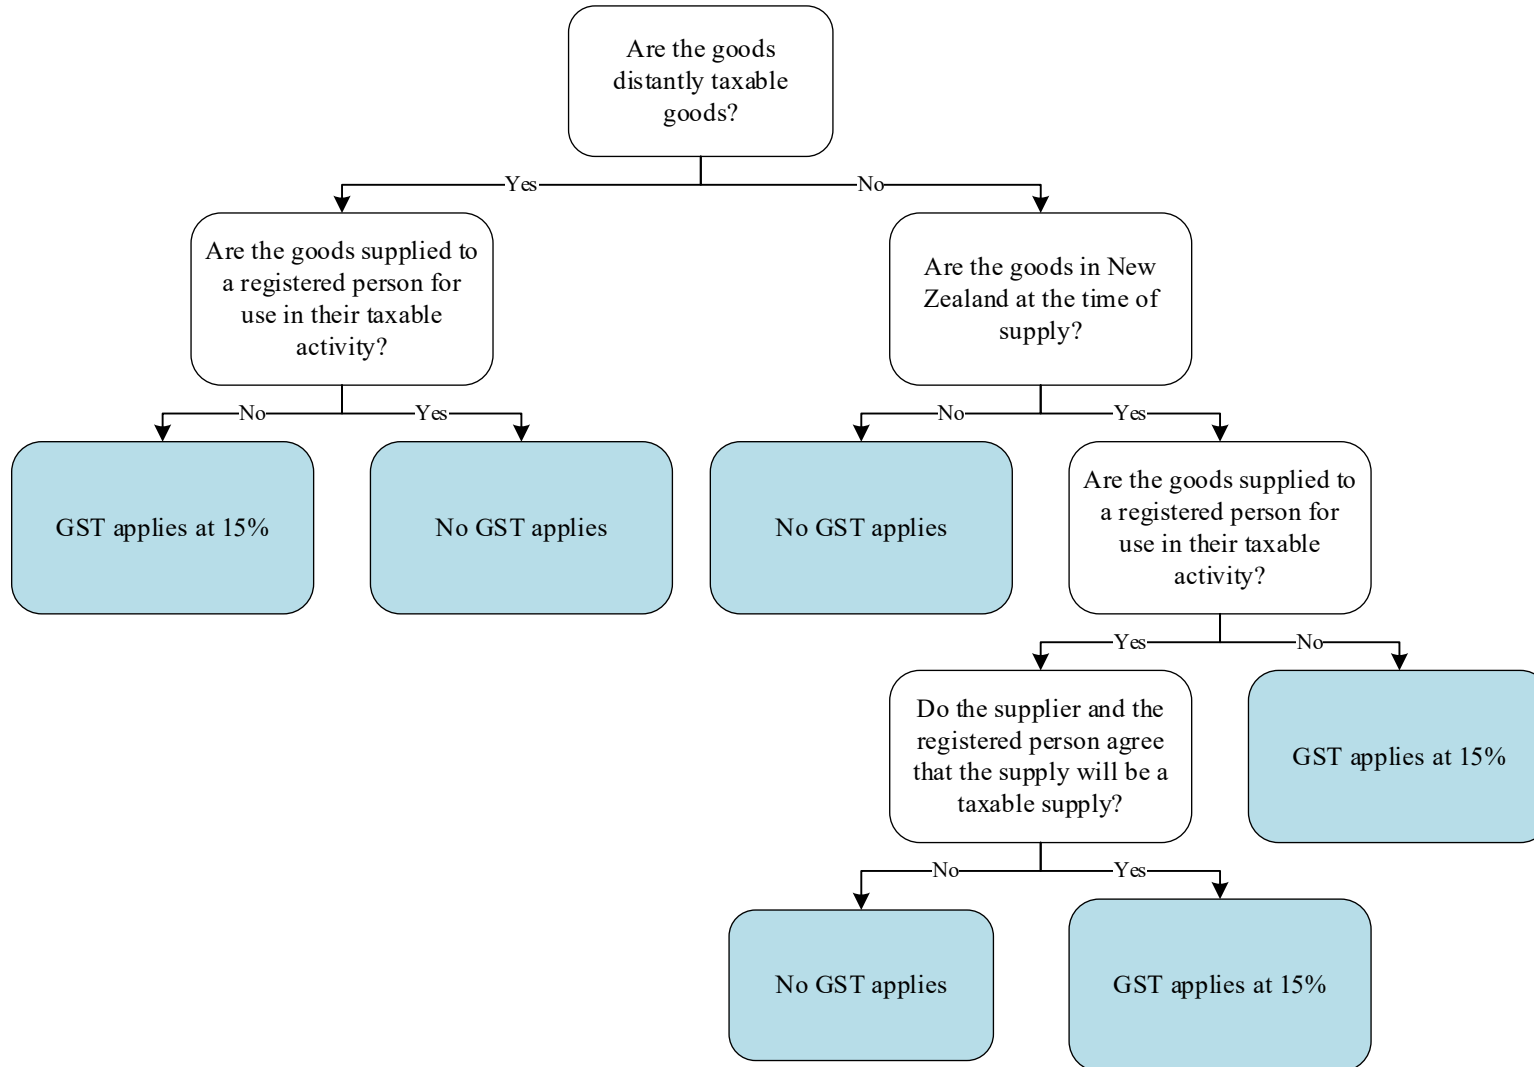 Are the goods
distantly taxable
goods?
Yes
No
Are the goods supplied to
a registered person for
use in their taxable
activity?
Are the goods in New
Zealand at the time of
supply?
No
Yes
No
Yes
GST applies at 15%
No GST applies
No GST applies
Are the goods supplied to
a registered person for
use in their taxable
activity?
Yes
No
Do the supplier and the
registered person agree
that the supply will be a
taxable supply?
GST applies at 15%
No
Yes
No GST applies
GST applies at 15%